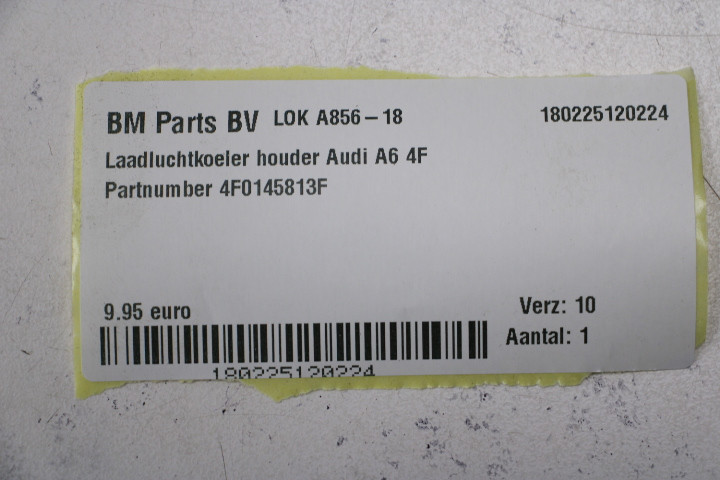 BM Parts BV LOK A856-18 180225120224
Laadluchtkoeler houder Audi A6 4F
Partnumber 4F0145813F
9.95 euro Verz: 10
Aantal: 1
180225120224